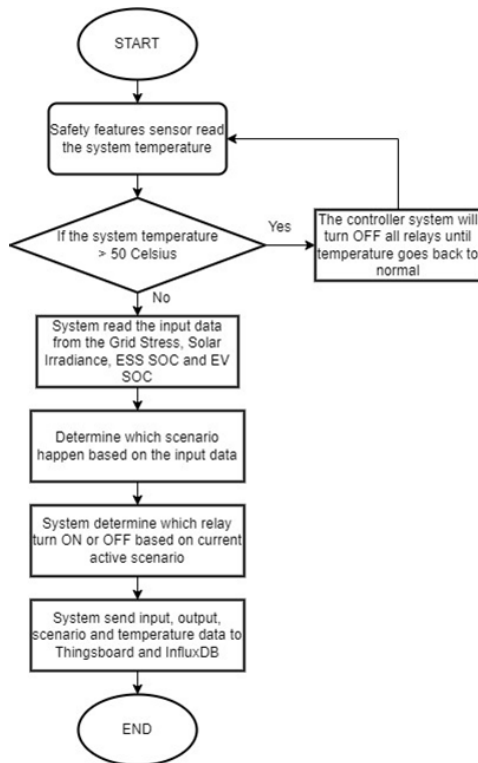 START
Safety features sensor read
the system temperature
If the system temperature
> 50 Celsius
Yes
The controller system will
turn OFF all relays until
temperature goes back to
normal
No
System read the input data
from the Grid Stress, Solar
Irradiance, ESS SOC and EV
SOC
Determine which scenario
happen based on the input data
System determine which relay
turn ON or OFF based on current
active scenario
System send input, output,
scenario and temperature data to
Thingsboard and InfluxDB
END